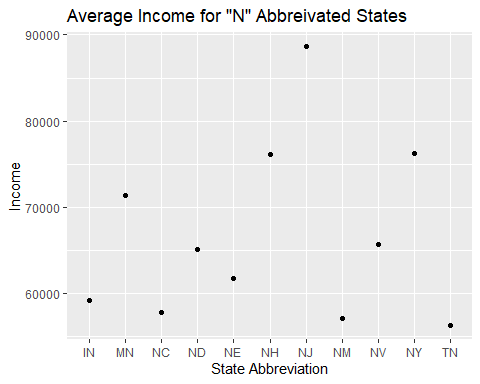 Average Income for "N" Abbreivated States
90000
80000
70000
60000
Income
IN MN NC ND NE NH NJ NM NV NY TN
State Abbreviation